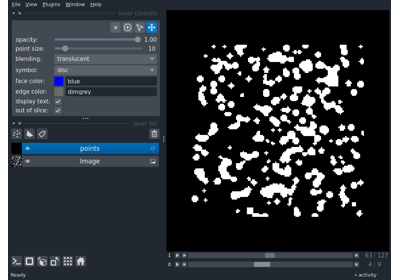 File View Plugins Window Help
layer controls
opacity: 1.00
point size: 10
blending: translucent
symbol: disc
face color: blue
edge color: dimgrey
display text:
out of slice:
layer list
points
Image
1 63 127
0 4 9
Ready activity